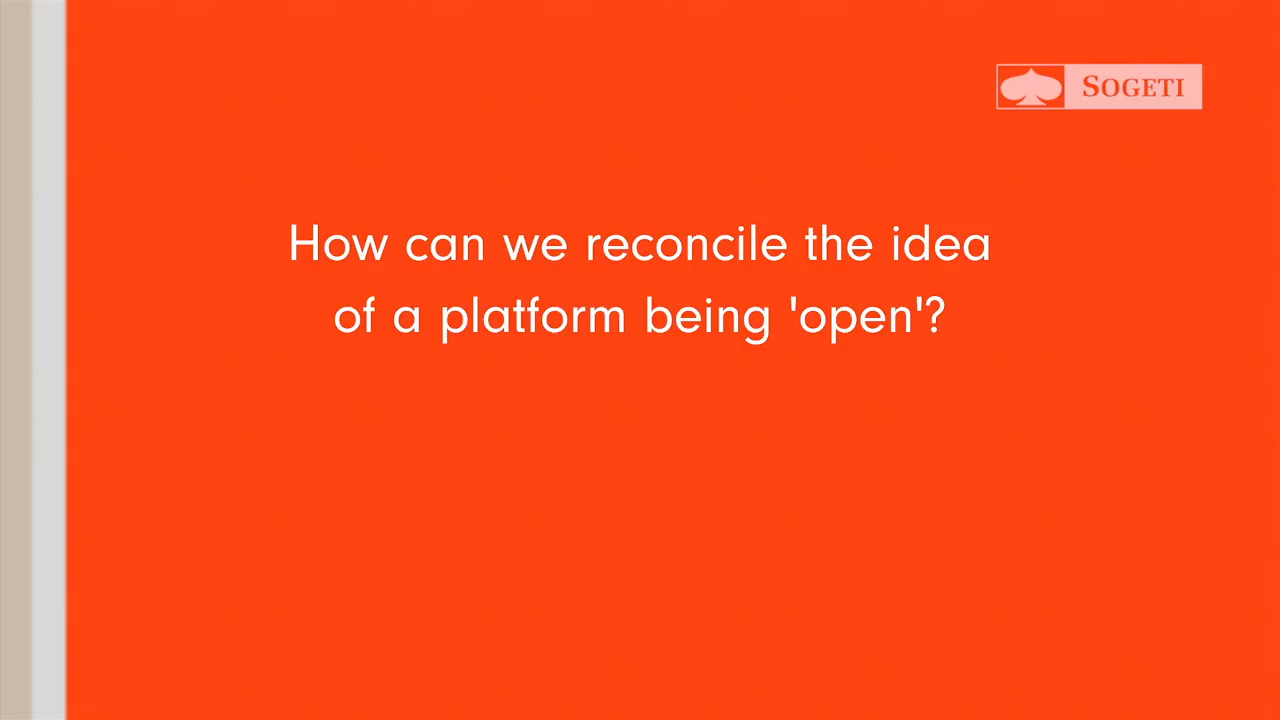 SOGETI
How can we reconcile the idea
of a platform being 'open'?